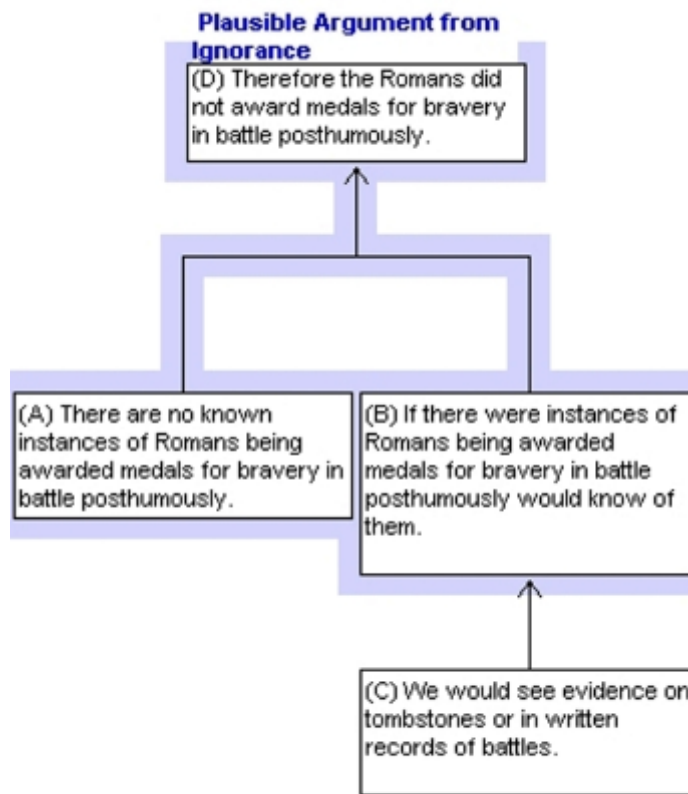 Plausible Argument from
Ignorance
(D) Therefore the Romans did
not award medals for bravery
in battle posthumously.
(A) There are no known
instances of Romans being
awarded medals for bravery in
battle posthumously.
(B) If there were instances of
Romans being awarded
medals for bravery in battle
posthumously would know of
them.
(C) We would see evidence on
tombstones or in written
records of battles.